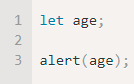 1 let age;
2
3 alert(age);